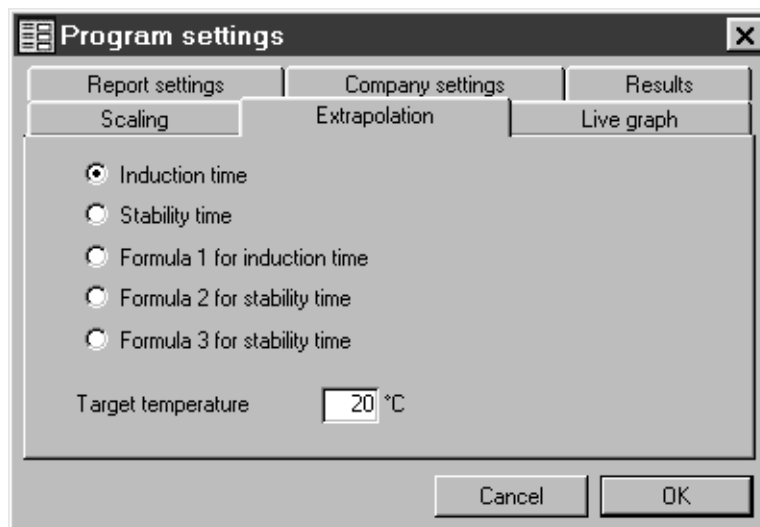 Program settings
Report settings Company settings Results
Scaling Extrapolation Live graph
Induction time
Stability time
Formula 1 for induction time
Formula 2 for stability time
Formula 3 for stability time
Target temperature 20 °C
Cancel OK